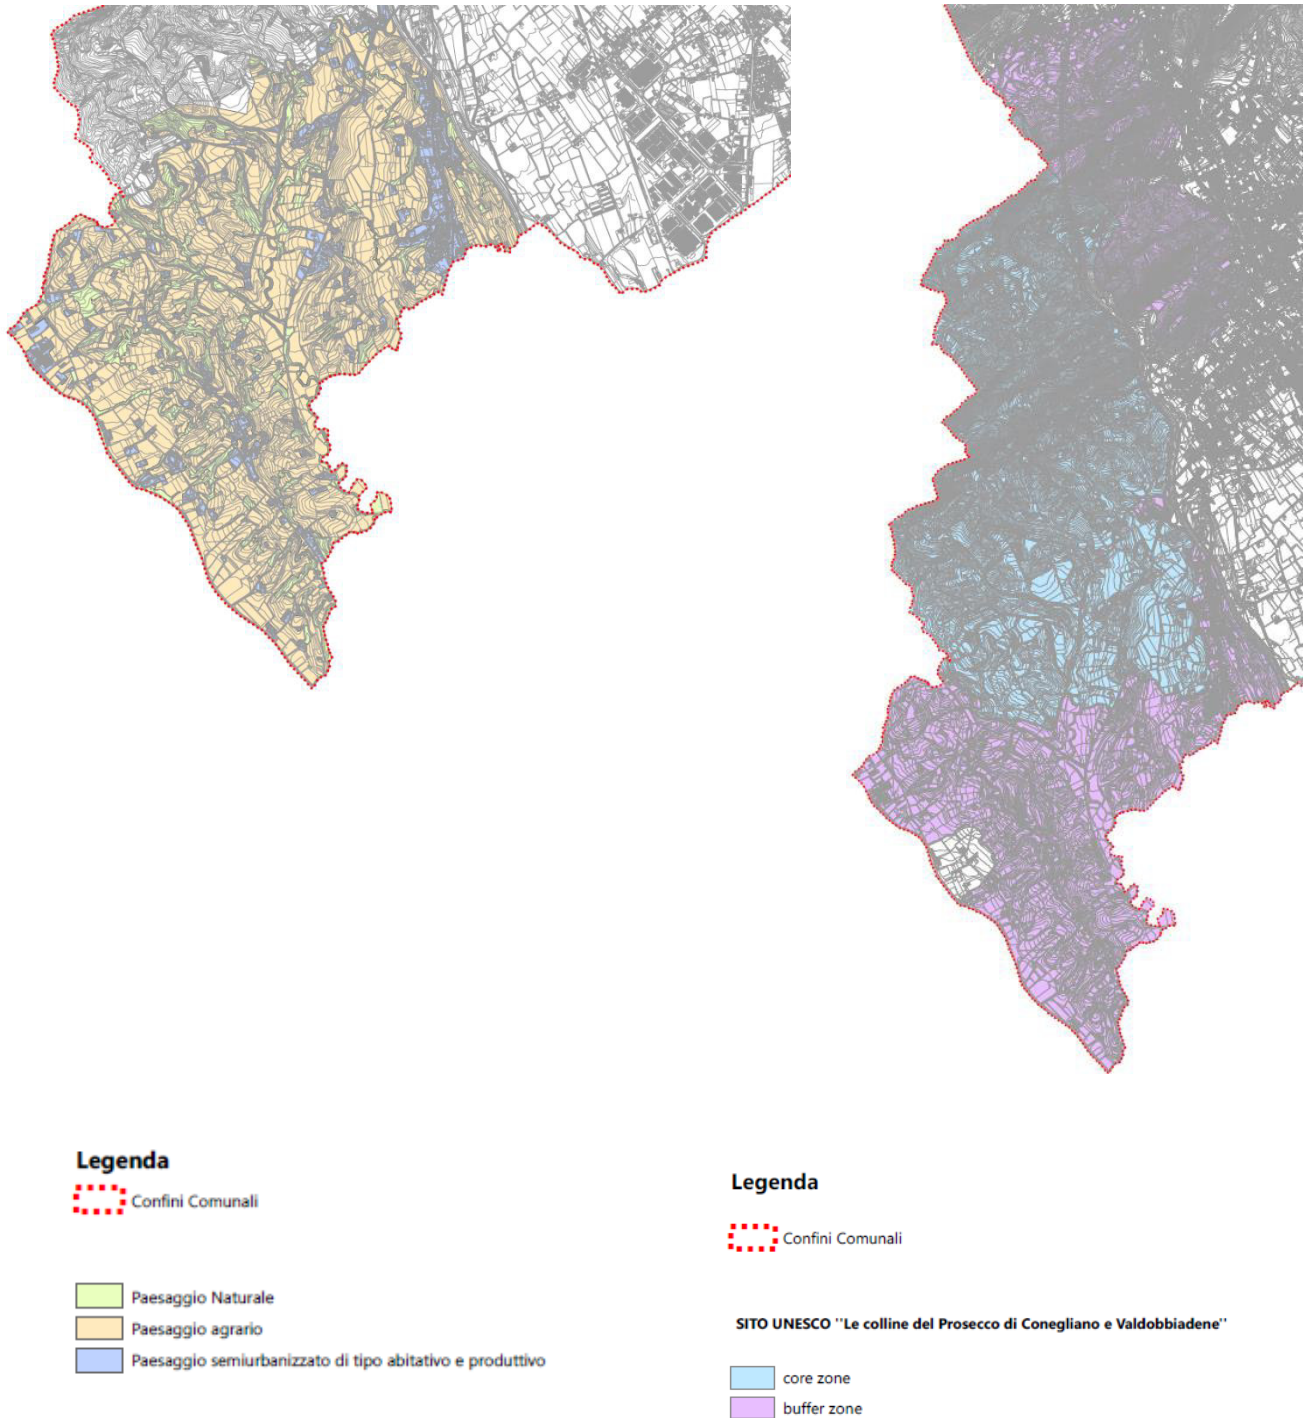 Legenda
Confini Comunali
Paesaggio Naturale
Paesaggio agrario
Paesaggio semiurbanizzato di tipo abitativo e produttivo
Legenda
Confini Comunali
SITO UNESCO ''Le colline del Prosecco di Conegliano e Valdobbiadene''
core zone
buffer zone